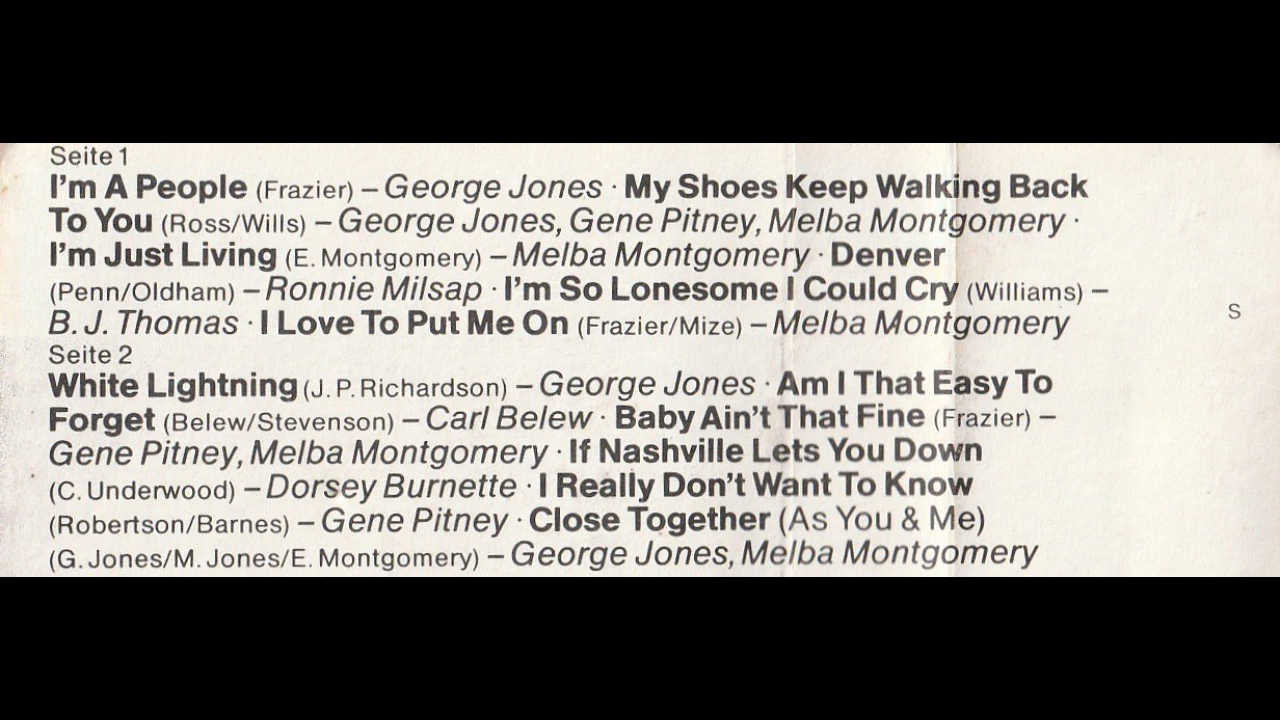 Seite 1
I'm A People (Frazier) – George Jones · My Shoes Keep Walking Back
To You (Ross/Wills) – George Jones, Gene Pitney, Melba Montgomery ·
I'm Just Living (E. Montgomery) – Melba Montgomery · Denver
(Penn/Oldham) – Ronnie Milsap · I'm So Lonesome I Could Cry (Williams) –
B. J. Thomas · I Love To Put Me On (Frazier/Mize) – Melba Montgomery
S
Seite 2
White Lightning (J. P. Richardson) – George Jones · Am I That Easy To
Forget (Belew/Stevenson) – Carl Belew · Baby Ain't That Fine (Frazier) –
Gene Pitney, Melba Montgomery · If Nashville Lets You Down
(C. Underwood) – Dorsey Burnette · I Really Don't Want To Know
(Robertson/Barnes) – Gene Pitney · Close Together (As You & Me)
(G. Jones/M. Jones/E. Montgomery) – George Jones, Melba Montgomery